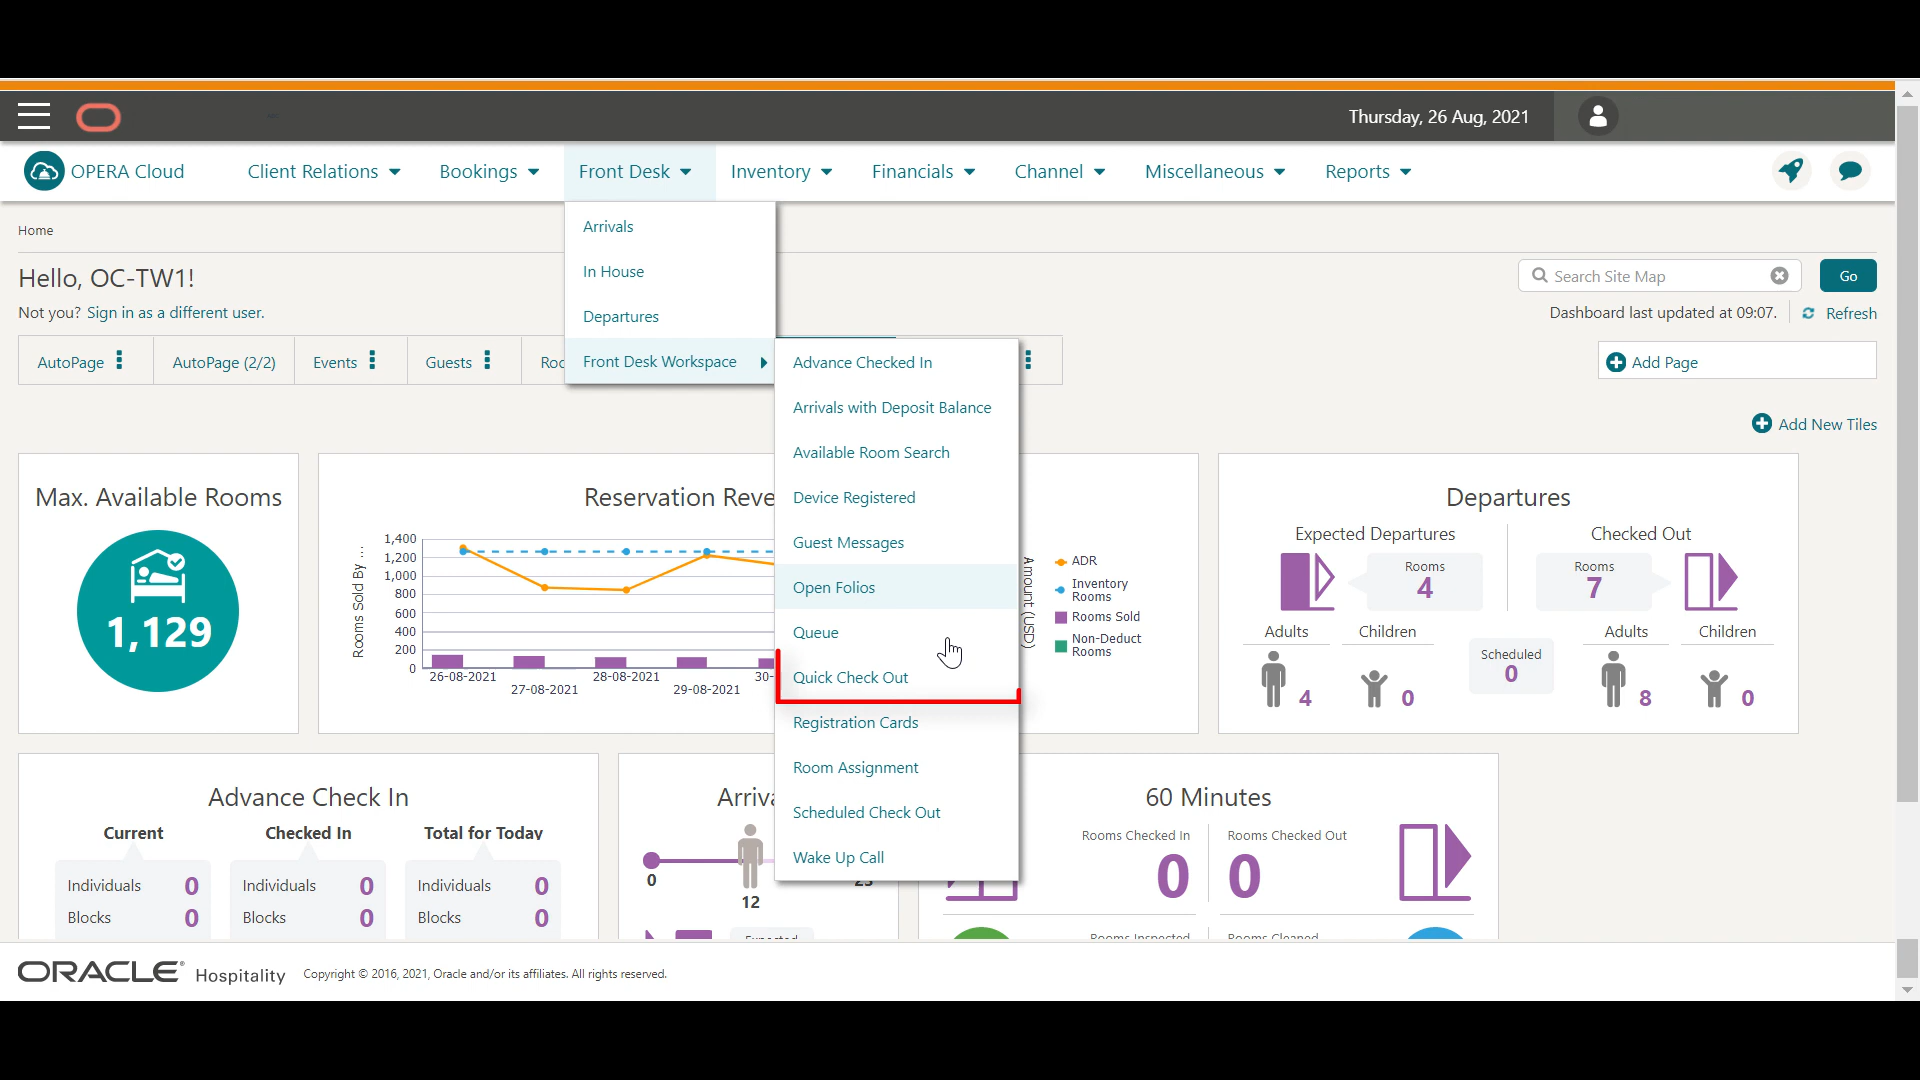 Thursday, 26 Aug, 2021
OPERA Cloud
Client Relations
Bookings
Front Desk
Inventory
Financials
Channel
Miscellaneous
Reports
Home
Arrivals
In House
Departures
Front Desk Workspace
Hello, OC-TW1!
Not you? Sign in as a different user.
Search Site Map
Go
Dashboard last updated at 09:07.
Refresh
AutoPage
AutoPage (2/2)
Events
Guests
Add Page
Add New Tiles
Advance Checked In
Arrivals with Deposit Balance
Available Room Search
Device Registered
Guest Messages
Open Folios
Queue
Quick Check Out
Registration Cards
Room Assignment
Scheduled Check Out
Wake Up Call
Max. Available Rooms
1,129
Reservation Reve
Rooms Sold By ...
1,400
1,200
1,000
800
600
400
200
0
26-08-2021
27-08-2021
28-08-2021
29-08-2021
30-
Amount (USD)
ADR
Inventory
Rooms
Rooms Sold
Non-Deduct
Rooms
Departures
Expected Departures
Checked Out
Rooms
4
Rooms
7
Adults
Children
Adults
Children
Scheduled
0
4
0
8
0
Advance Check In
Current
Checked In
Total for Today
Individuals 0
Individuals 0
Individuals 0
Blocks 0
Blocks 0
Blocks 0
Arriva
0
12
60 Minutes
Rooms Checked In
0
Rooms Checked Out
0
Rooms Inspected
Rooms Cleaned
ORACLE Hospitality
Copyright © 2016, 2021, Oracle and/or its affiliates. All rights reserved.